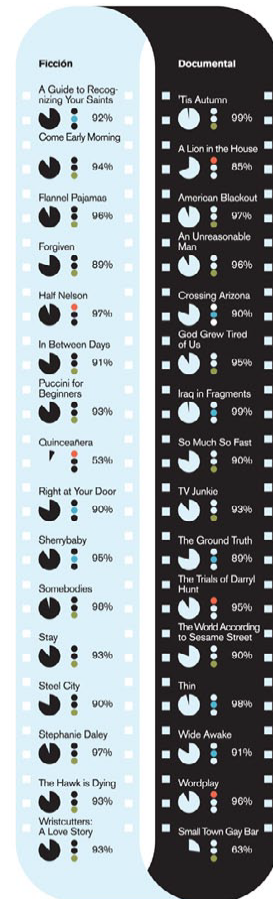 Ficción
A Guide to Recog-
nizing Your Saints
92%
Come Early Morning
94%
Flannel Pajamas
96%
Forgiven
89%
Half Nelson
97%
In Between Days
91%
Puccini for
Beginners
93%
Quinceañera
53%
Right at Your Door
90%
Sherrybaby
95%
Somebodies
98%
Stay
93%
Steel City
90%
Stephanie Daley
97%
The Hawk is Dying
93%
Wristcutters:
A Love Story
93%
Documental
'Tis Autumn
99%
A Lion in the House
85%
American Blackout
97%
An Unreasonable
Man
96%
Crossing Arizona
90%
God Grew Tired
of Us
95%
Iraq in Fragments
99%
So Much So Fast
90%
TV Junkie
93%
The Ground Truth
89%
The Trials of Darryl
Hunt
95%
The World According
to Sesame Street
90%
Thin
98%
Wide Awake
91%
Wordplay
96%
Small Town Gay Bar
63%